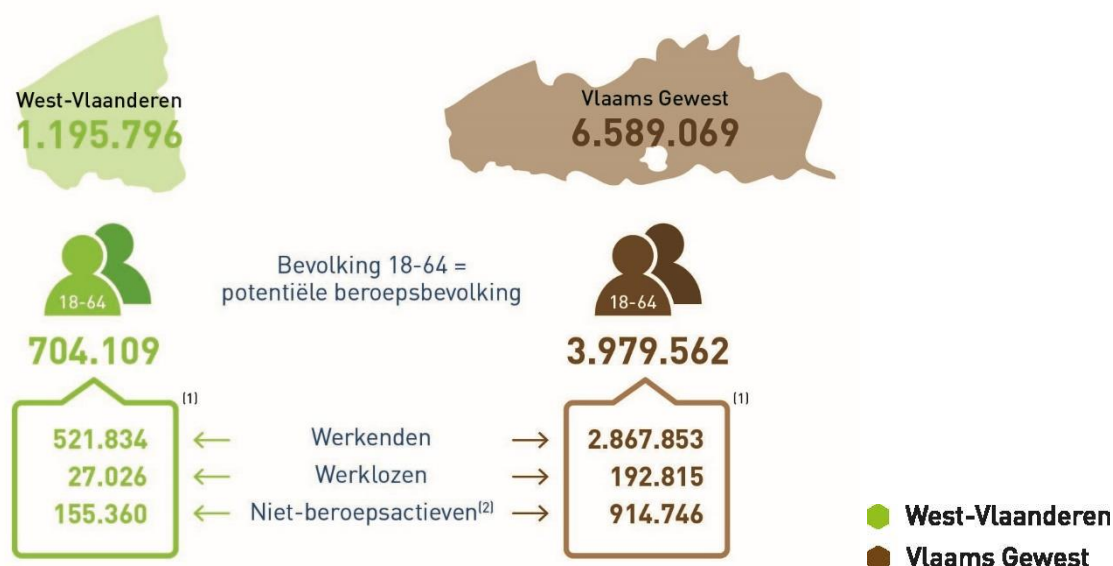 West-Vlaanderen
1.195.796
Vlaams Gewest
6.589.069
18-64
Bevolking 18-64 =
potentiële beroepsbevolking
18-64
704.109
3.979.562
(1)
(1)
521.834 ← Werkenden → 2.867.853
27.026 ← Werklozen → 192.815
155.360 ← Niet-beroepsactieven(2) → 914.746
West-Vlaanderen
Vlaams Gewest